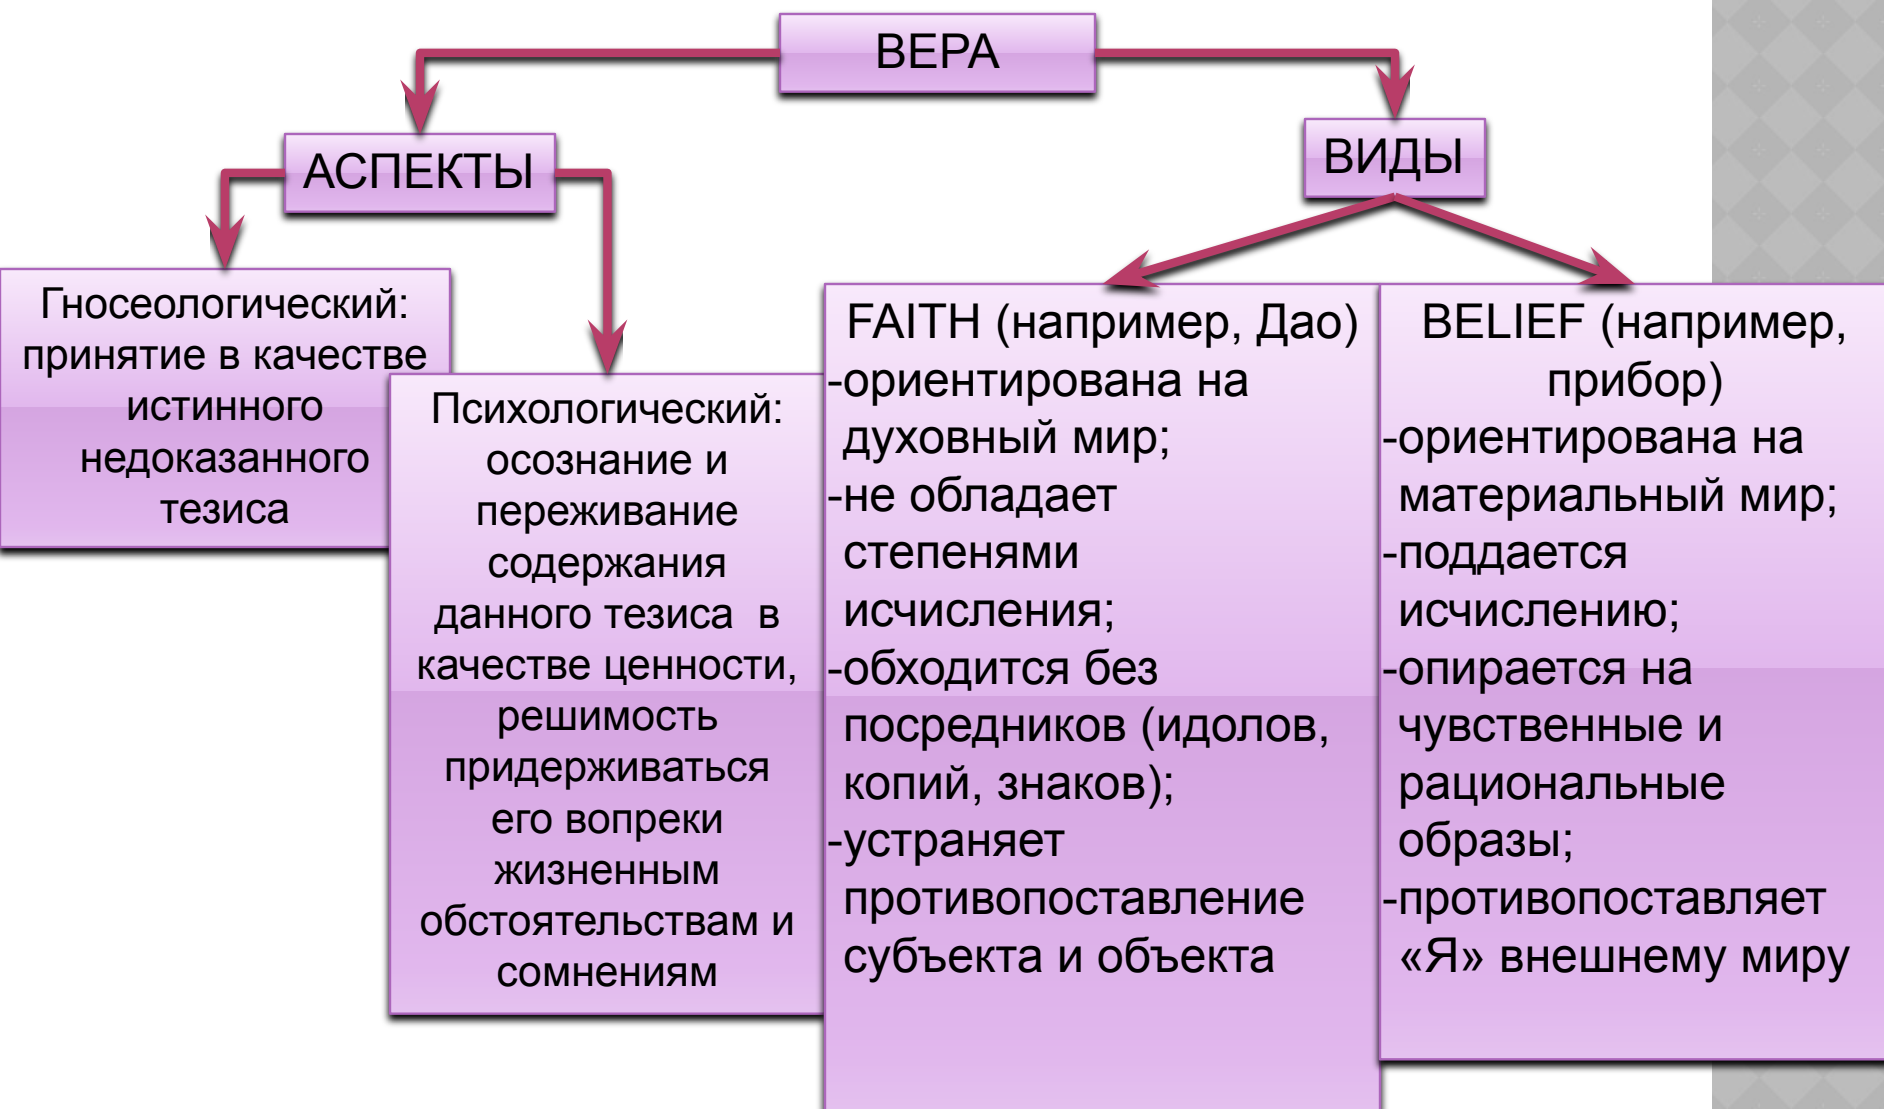 ВЕРА
АСПЕКТЫ
ВИДЫ
Гносеологический:
принятие в качестве
истинного
недоказанного
тезиса
Психологический:
осознание и
переживание
содержания
данного тезиса в
качестве ценности,
решимость
придерживаться
его вопреки
жизненным
обстоятельствам и
сомнениям
FAITH (например, Дао)
-ориентирована на
духовный мир;
-не обладает
степенями
исчисления;
-обходится без
посредников (идолов,
копий, знаков);
-устраняет
противопоставление
субъекта и объекта
BELIEF (например,
прибор)
-ориентирована на
материальный мир;
-поддается
исчислению;
-опирается на
чувственные и
рациональные
образы;
-противопоставляет
«Я» внешнему миру